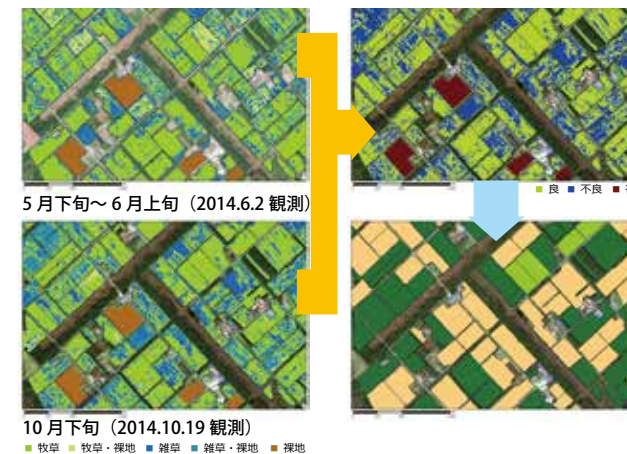 5 月下旬～ 6 月上旬（2014.6.2 観測）
■ 良 ■ 不良 ■
10 月下旬（2014.10.19 観測）
■ 牧草 ■ 牧草・裸地 ■ 雑草 ■ 雑草・裸地 ■ 裸地